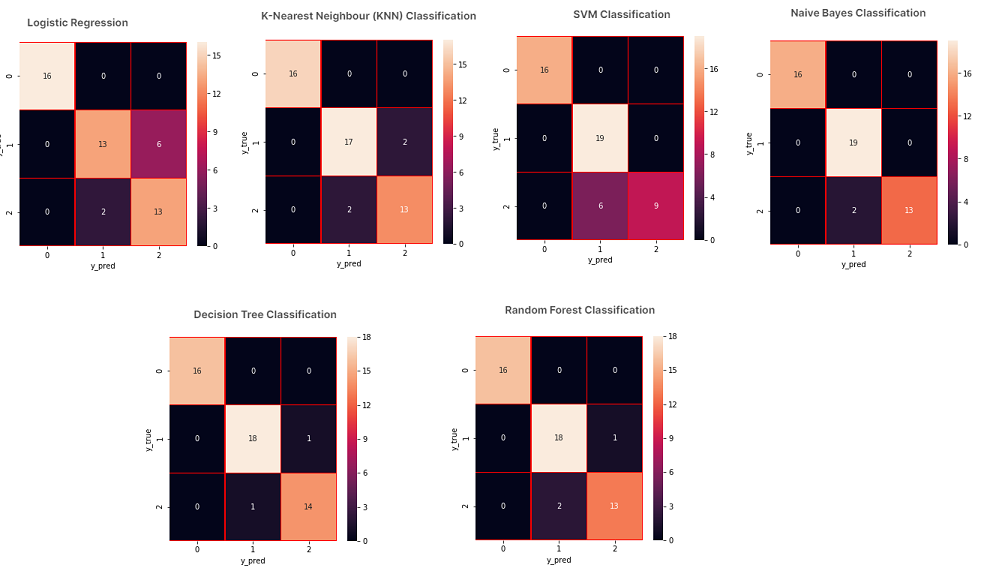 Logistic Regression
K-Nearest Neighbour (KNN) Classification
SVM Classification
Naive Bayes Classification
0 16 0 0 15
1 0 13 6 12
2 0 2 13 9
6
3
0
0 1 2
y_pred
y_true
0 16 0 0 15
1 0 17 2 12
2 0 2 13 9
6
3
0
0 1 2
y_pred
0 16 0 0 16
1 0 19 0 12
2 0 6 9 8
4
0
0 1 2
y_pred
y_true
y_true
0 16 0 0 16
1 0 19 0 12
2 0 2 13 8
4
0
0 1 2
y_pred
Decision Tree Classification
Random Forest Classification
y_true
0 16 0 0 18
1 0 18 1 15
2 0 1 14 12
9
6
3
0
0 1 2
y_pred
y_true
0 16 0 0 18
1 0 18 1 15
2 0 2 13 12
9
6
3
0
0 1 2
y_pred